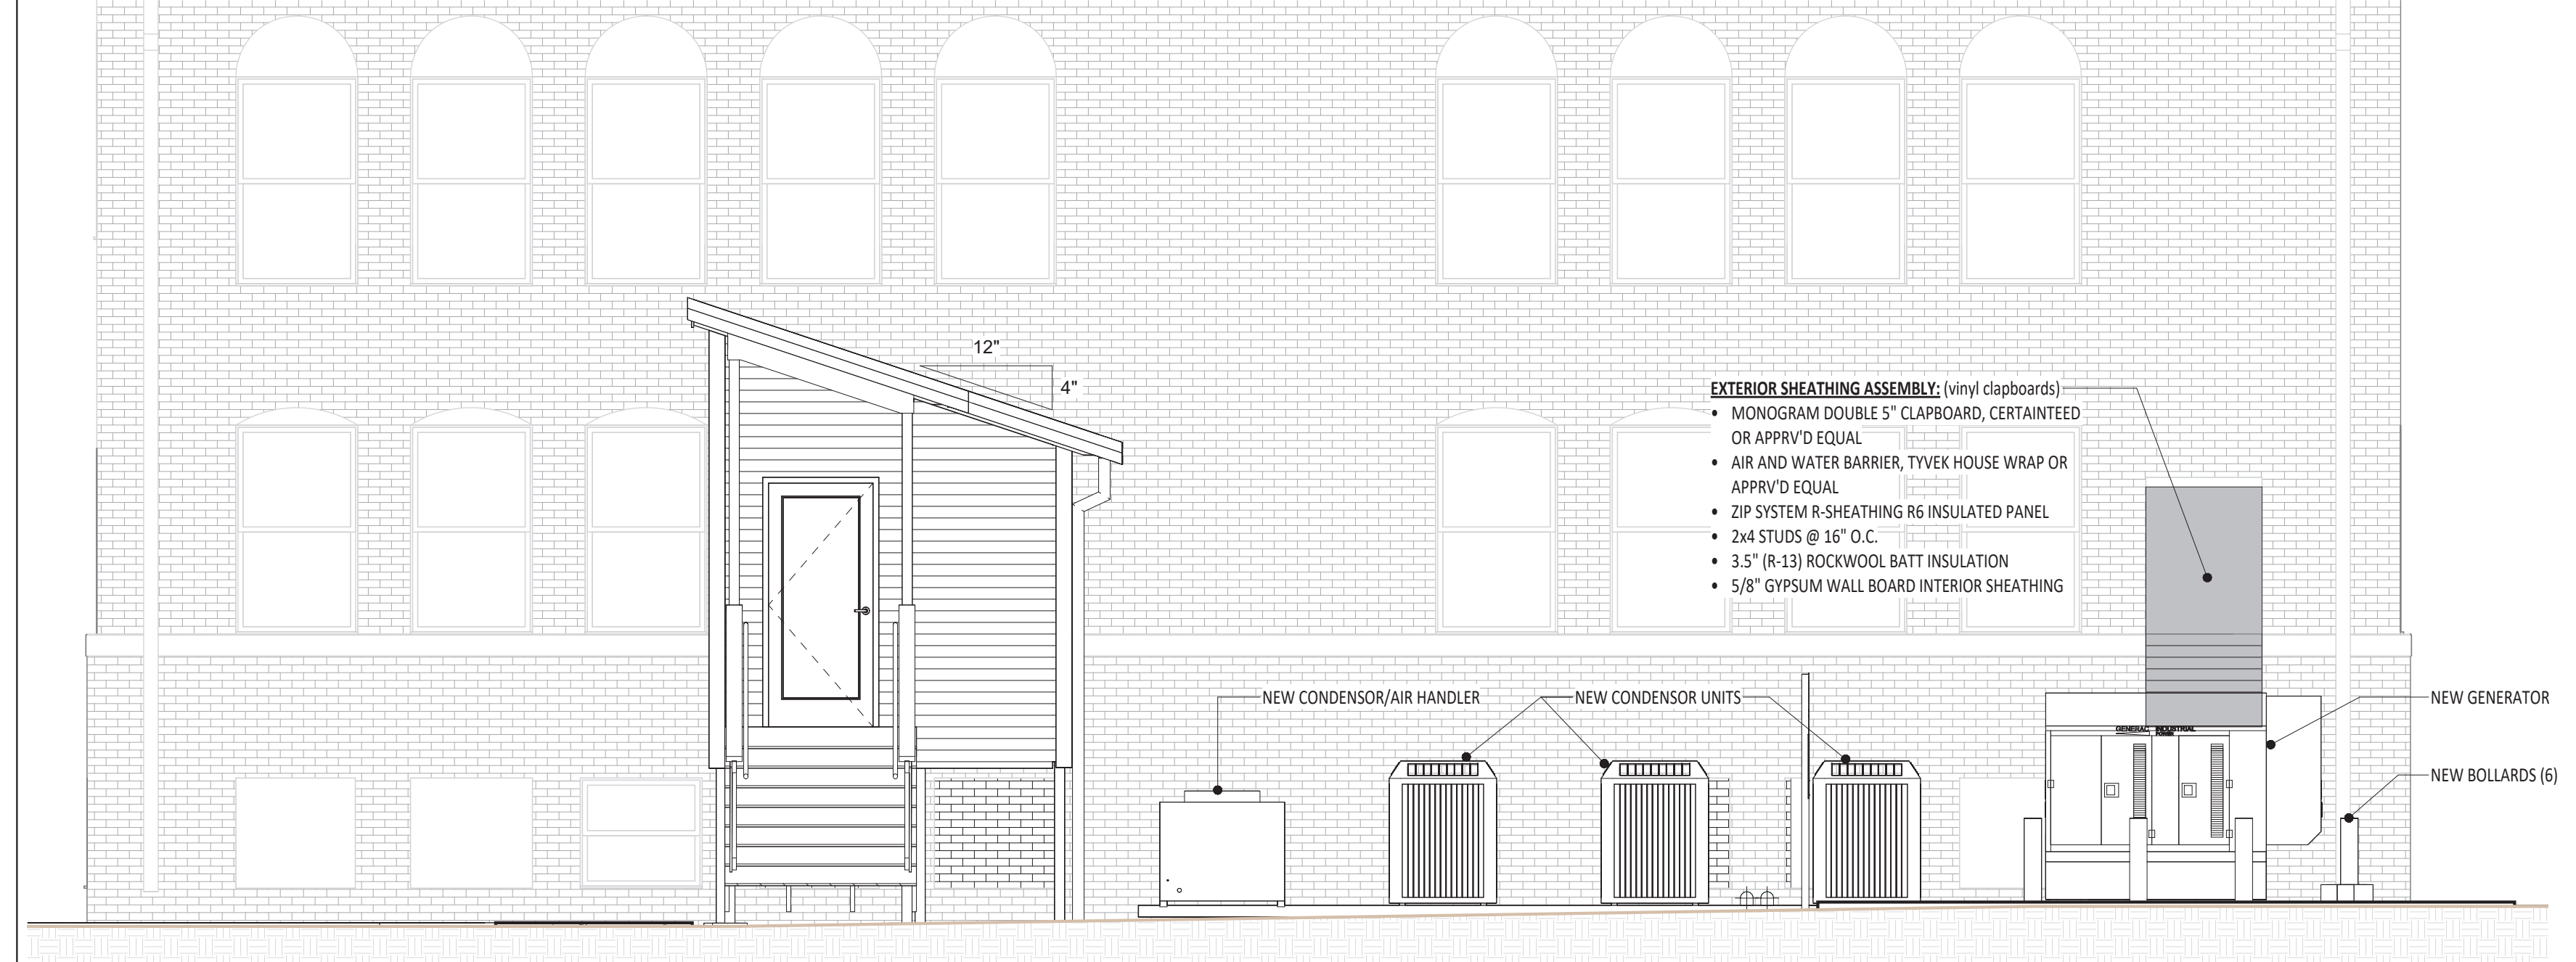 12"
4"
EXTERIOR SHEATHING ASSEMBLY: (vinyl clapboards)
• MONOGRAM DOUBLE 5" CLAPBOARD, CERTAINTEED
OR APPRV'D EQUAL
• AIR AND WATER BARRIER, TYVEK HOUSE WRAP OR
APPRV'D EQUAL
• ZIP SYSTEM R-SHEATHING R6 INSULATED PANEL
• 2x4 STUDS @ 16" O.C.
• 3.5" (R-13) ROCKWOOL BATT INSULATION
• 5/8" GYPSUM WALL BOARD INTERIOR SHEATHING
NEW CONDENSOR/AIR HANDLER
NEW CONDENSOR UNITS
NEW GENERATOR
GENERAC INDUSTRIAL
POWER
NEW BOLLARDS (6)